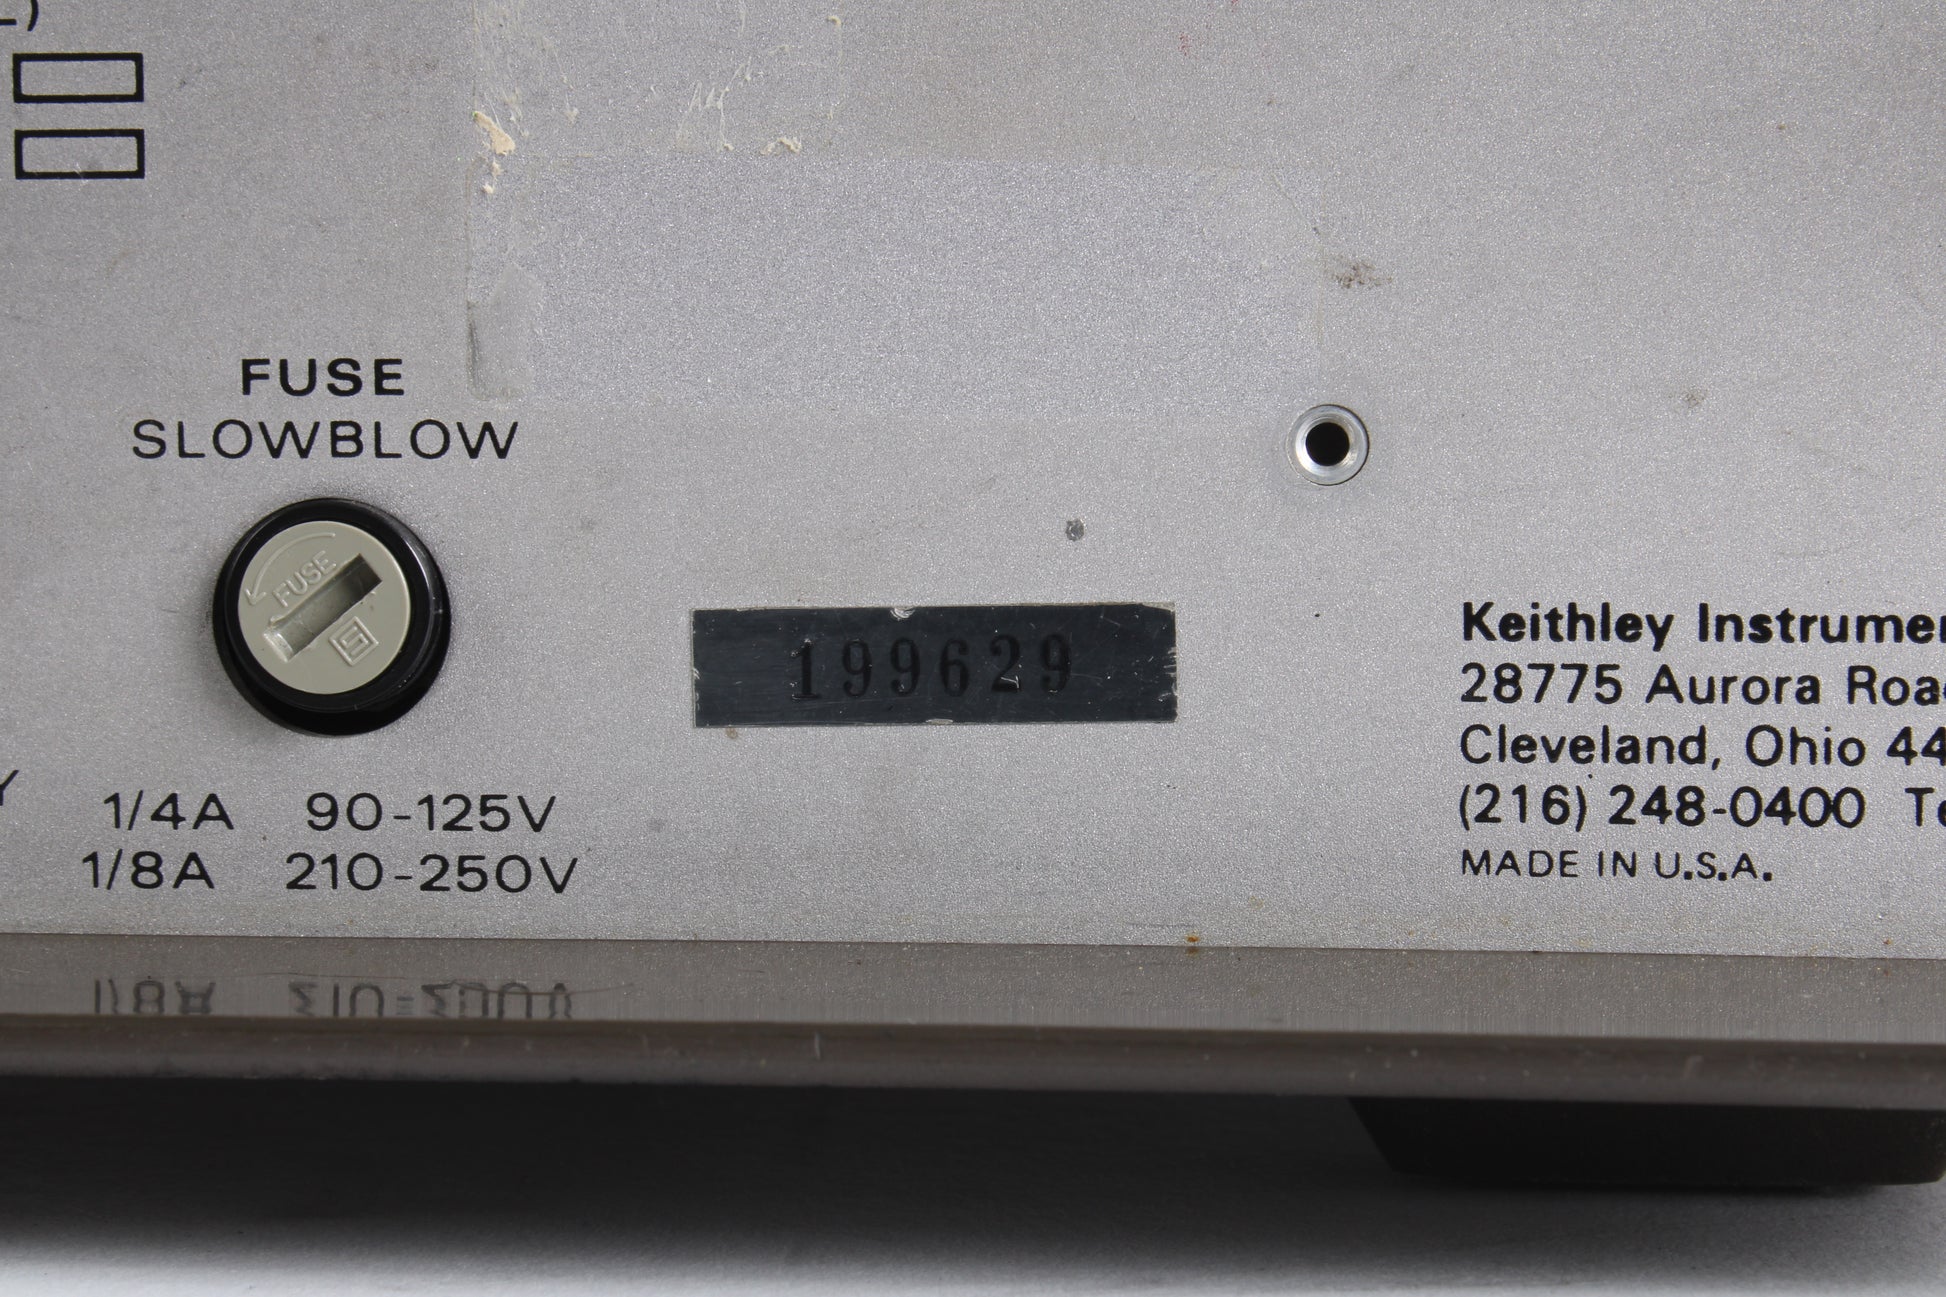 FUSE
SLOWBLOW
FUSE
1/4A 90-125V
1/8A 210-250V
199629
Keithley Instrumen
28775 Aurora Roa
Cleveland, Ohio 44
(216) 248-0400 Te
MADE IN U.S.A.